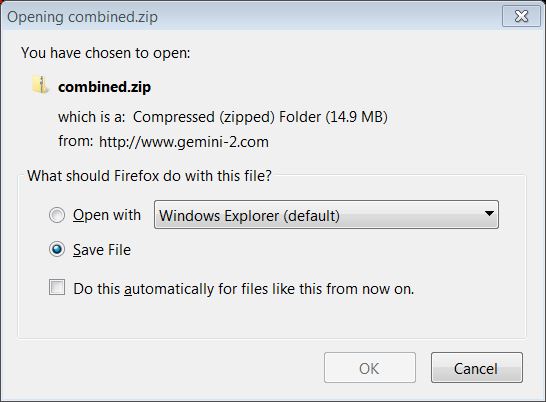 Opening combined.zip
You have chosen to open:
combined.zip
which is a: Compressed (zipped) Folder (14.9 MB)
from: http://www.gemini-2.com
What should Firefox do with this file?
Open with Windows Explorer (default)
Save File
Do this automatically for files like this from now on.
OK Cancel